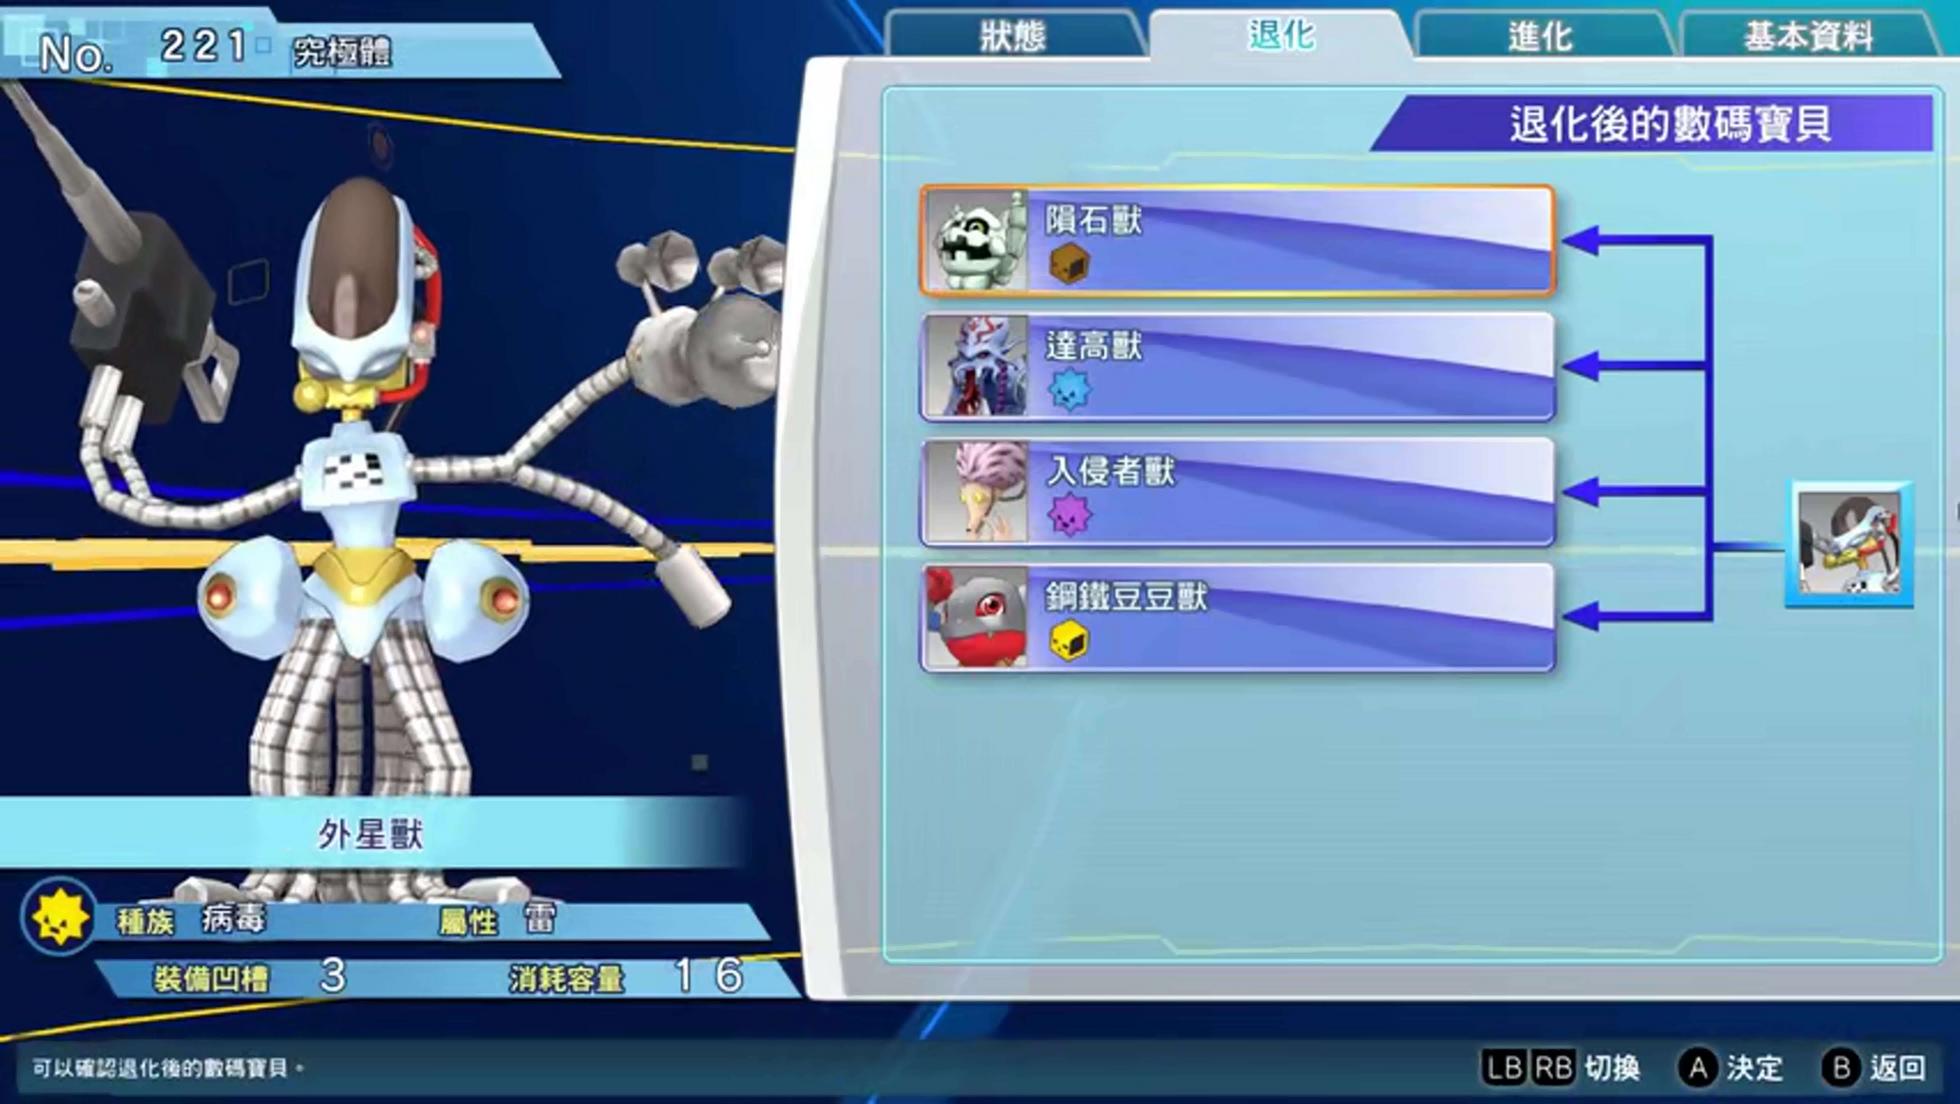 No. 221 究極體
狀態 退化 進化 基本資料
退化後的數碼寶貝
隕石獸
達高獸
入侵者獸
鋼鐵豆豆獸
外星獸
種族 病毒 屬性 雷
裝備凹槽 3 消耗容量 16
可以確認退化後的數碼寶貝。
LB RB 切換 A 決定 B 返回